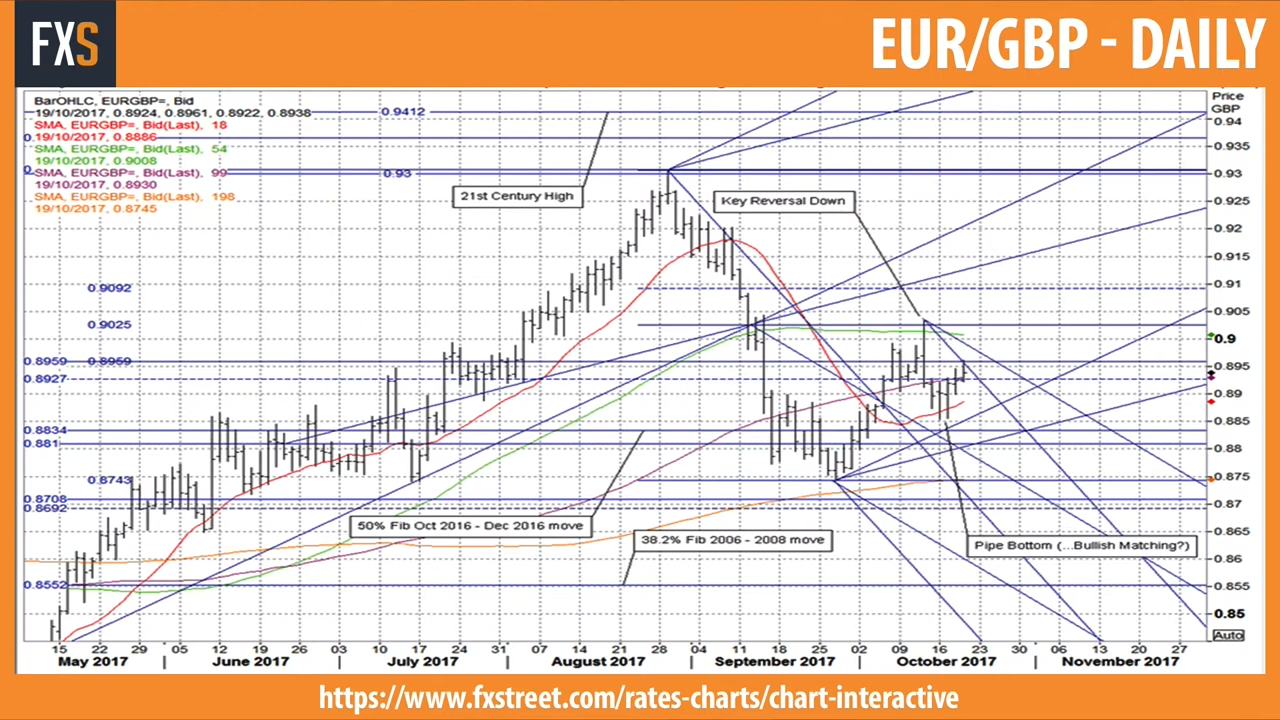 FXS
EUR/GBP - DAILY
BarOHLC, EURGBP=, Bid
19/10/2017, 0.8924, 0.8961, 0.8922, 0.8938
SMA, EURGBP=, Bid(Last), 18
19/10/2017, 0.8886
SMA, EURGBP=, Bid(Last), 54
19/10/2017, 0.9008
SMA, EURGBP=, Bid(Last), 99
19/10/2017, 0.8930
SMA, EURGBP=, Bid(Last), 198
19/10/2017, 0.8745
0.9412
0.93
21st Century High
Key Reversal Down
0.9092
0.9025
0.8959 0.8959
0.8927
0.8834
0.881
0.8743
0.8708
0.8692
0.8552
50% Fib Oct 2016 - Dec 2016 move
38.2% Fib 2006 - 2008 move
Pipe Bottom (...Bullish Matching?)
Price
GBP
0.94
0.935
0.93
0.925
0.92
0.915
0.91
0.905
0.9
0.895
0.89
0.885
0.88
0.875
0.87
0.865
0.86
0.855
0.85
Auto
15 22 29 05 12 19 26 03 10 17 24 31 07 14 21 28 04 11 18 25 02 09 16 23 30 06 13 20 27
May 2017 June 2017 July 2017 August 2017 September 2017 October 2017 November 2017
https://www.fxstreet.com/rates-charts/chart-interactive